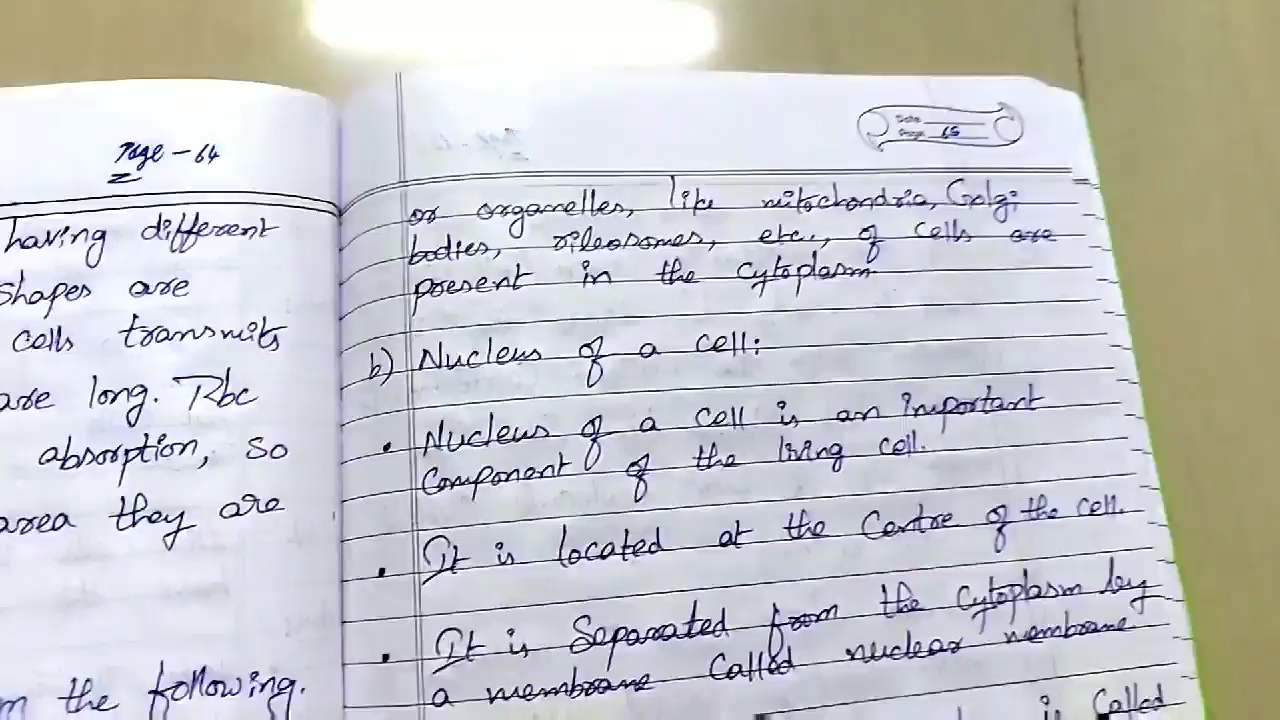 Page - 64
having different
shapes are
cells transmits
are long. Rbc
absorption, so
area they are
m the following.
Date
Page 65
or organelles, like mitochondria, Golgi
bodies, rileosomes, etc., of cells are
present in the cytoplasm
b) Nucleus of a cell:
• Nucleus of a cell is an important
component of the living cell.
• It is located at the Centre of the cell.
• It is Separated from the cytoplasm by
a membrane Called nuclear membrane
is Called